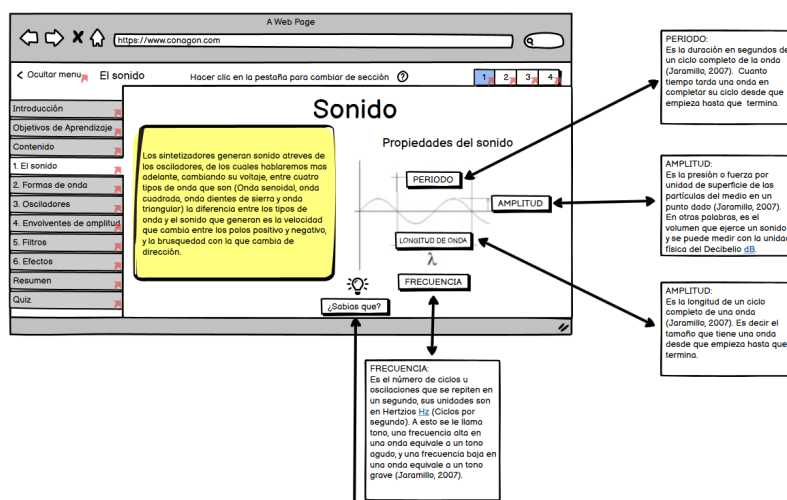 A Web Page
https://www.conagon.com
< Ocultar menu
El sonido
Hacer clic en la pestaña para cambiar de sección
?
1
2
3
4
Introducción
Objetivos de Aprendizaje
Contenido
1. El sonido
2. Formas de onda
3. Osciladores
4. Envolventes de amplitud
5. Filtros
6. Efectos
Resumen
Quiz
Sonido
Los sintetizadores generan sonido atreves de
los osciladores, de los cuales hablaremos mas
adelante, cambiando su voltaje, entre cuatro
tipos de onda que son (Onda senoidal, onda
cuadrada, onda dientes de sierra y onda
triangular) la diferencia entre los tipos de
onda y el sonido que generan es la velocidad
que cambia entre los polos positivo y negativo,
y la brusquedad con la que cambia de
dirección.
Propiedades del sonido
PERIODO
AMPLITUD
LONGITUD DE ONDA
λ
FRECUENCIA
¿Sabias que?
PERIODO:
Es la duración en segundos de
un ciclo completo de la onda
(Jaramillo, 2007). Cuanto
tiempo tarda una onda en
completar su ciclo desde que
empieza hasta que termina.
AMPLITUD:
Es la presión o fuerza por
unidad de superficie de las
partículas del medio en un
punto dado (Jaramillo, 2007).
En otras palabras, es el
volumen que ejerce un sonido
y se puede medir con la unidad
física del Decibelio dB.
AMPLITUD:
Es la longitud de un ciclo
completo de una onda
(Jaramillo, 2007). Es decir el
tamaño que tiene una onda
desde que empieza hasta que
termina.
FRECUENCIA:
Es el número de ciclos u
oscilaciones que se repiten en
un segundo, sus unidades son
en Hertzios Hz (Ciclos por
segundo). A esto se le llama
tono, una frecuencia alta en
una onda equivale a un tono
agudo, y una frecuencia baja en
una onda equivale a un tono
grave (Jaramillo, 2007).